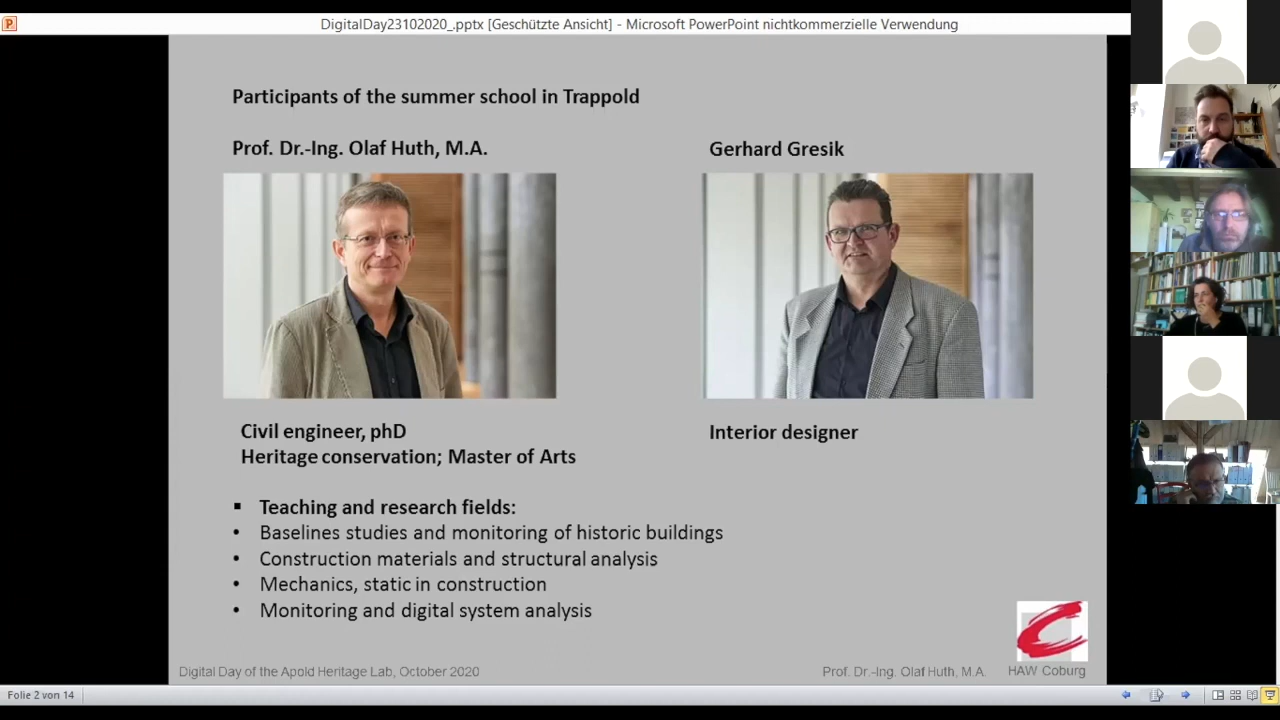 DigitalDay23102020_.pptx [Geschützte Ansicht] - Microsoft PowerPoint nichtkommerzielle Verwendung
Participants of the summer school in Trappold
Prof. Dr.-Ing. Olaf Huth, M.A.
Gerhard Gresik
Civil engineer, phD
Heritage conservation; Master of Arts
Interior designer
▪ Teaching and research fields:
• Baselines studies and monitoring of historic buildings
• Construction materials and structural analysis
• Mechanics, static in construction
• Monitoring and digital system analysis
Digital Day of the Apold Heritage Lab, October 2020
Prof. Dr.-Ing. Olaf Huth, M.A.
HAW Coburg
Folie 2 von 14